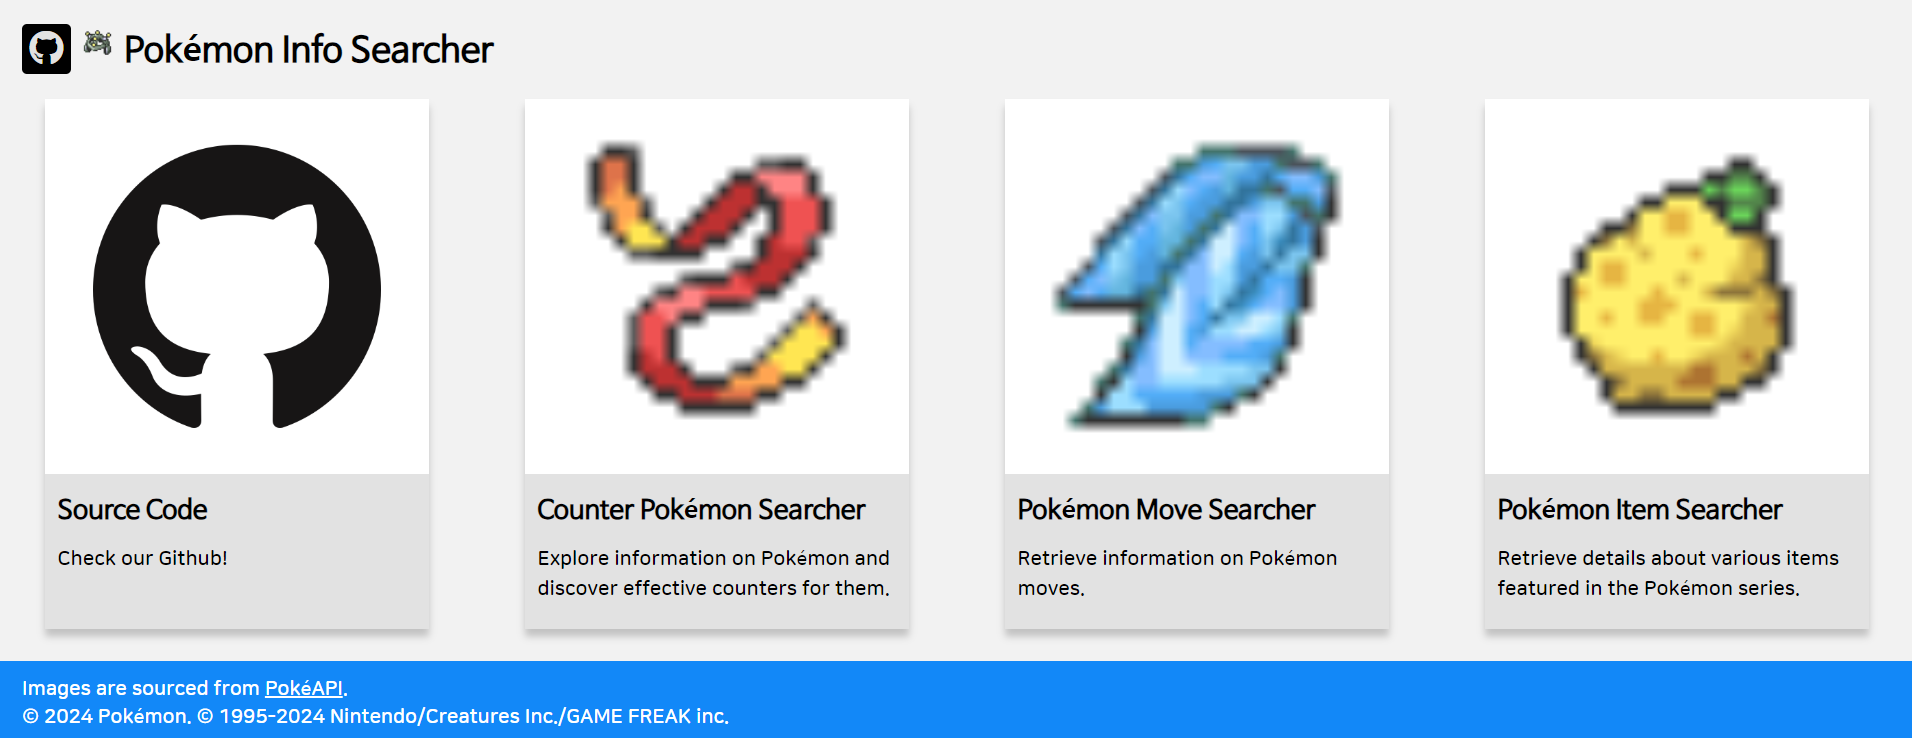 Pokémon Info Searcher
Source Code
Check our Github!
Counter Pokémon Searcher
Explore information on Pokémon and
discover effective counters for them.
Pokémon Move Searcher
Retrieve information on Pokémon
moves.
Pokémon Item Searcher
Retrieve details about various items
featured in the Pokémon series.
Images are sourced from PokéAPI.
© 2024 Pokémon. © 1995-2024 Nintendo/Creatures Inc./GAME FREAK inc.